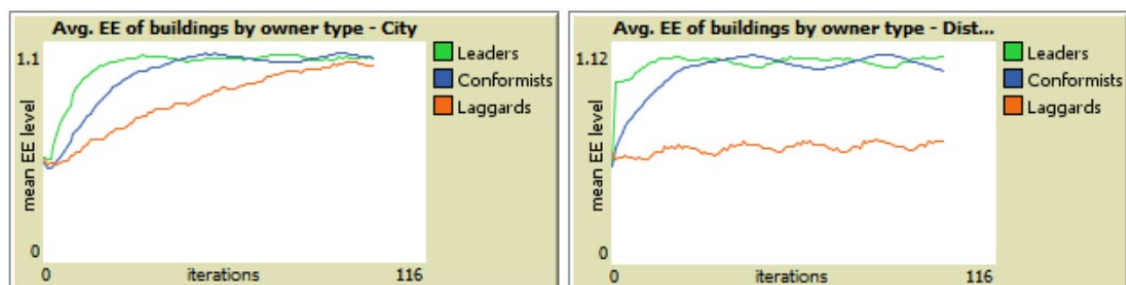 Avg. EE of buildings by owner type - City
1.1
mean EE level
0
0
iterations
116
Leaders
Conformists
Laggards
Avg. EE of buildings by owner type - Dist...
1.12
mean EE level
0
0
iterations
116
Leaders
Conformists
Laggards